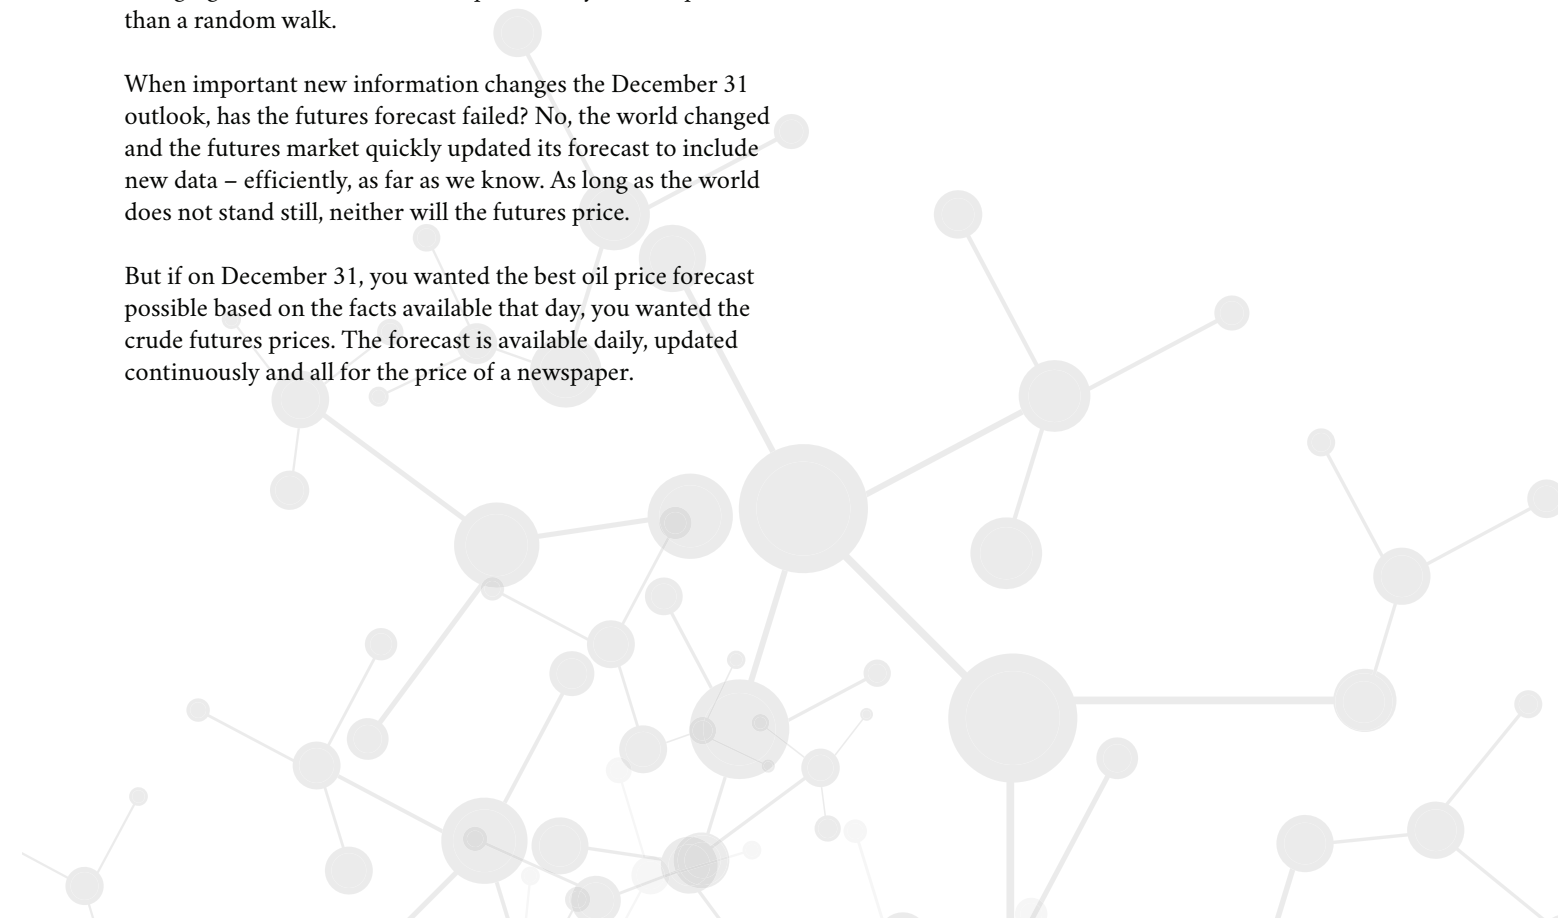 than a random walk.
When important new information changes the December 31
outlook, has the futures forecast failed? No, the world changed
and the futures market quickly updated its forecast to include
new data – efficiently, as far as we know. As long as the world
does not stand still, neither will the futures price.
But if on December 31, you wanted the best oil price forecast
possible based on the facts available that day, you wanted the
crude futures prices. The forecast is available daily, updated
continuously and all for the price of a newspaper.